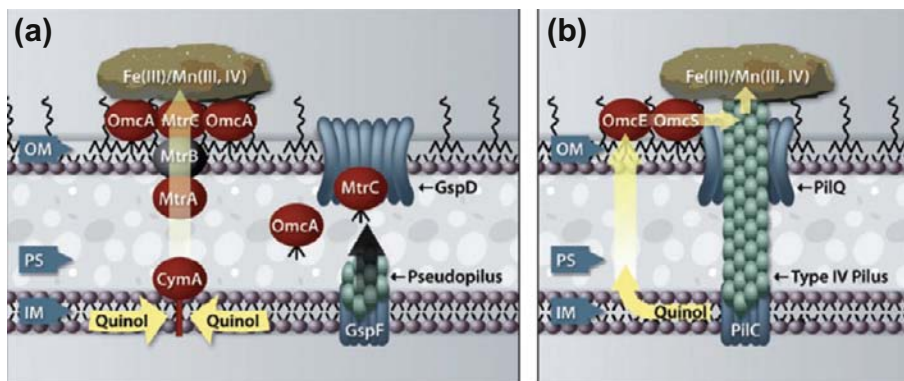 (a)
Fe(III)/Mn(III, IV)
OmcA MtrC OmcA
OM
MtrB
MtrC
←GspD
MtrA
OmcA
PS
CymA
←Pseudopilus
IM
Quinol Quinol
GspF
(b)
Fe(III)/Mn(III, IV)
OmcE OmcS
OM
←PilQ
PS
←Type IV Pilus
IM
Quinol
PilC